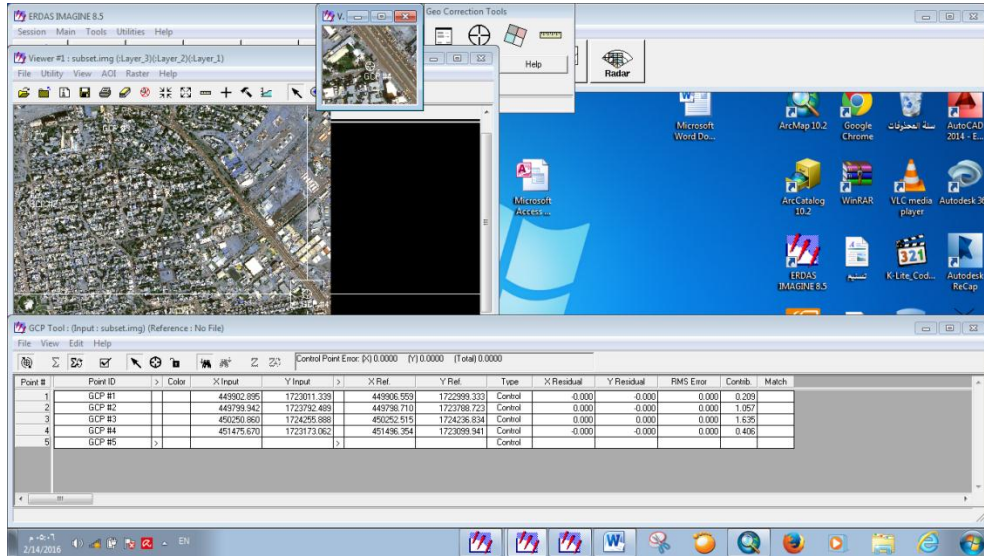 ERDAS IMAGINE 8.5
Session Main Tools Utilities Help
V.
Geo Correction Tools
Help
Radar
Viewer #1 : subset.img (:Layer_3)(:Layer_2)(:Layer_1)
File Utility View AOI Raster Help
GCP #4
Microsoft Word Do...
ArcMap 10.2
Google Chrome
سلة المحذوفات
AutoCAD 2014 - E...
Microsoft Access ...
ArcCatalog 10.2
WinRAR
VLC media player
Autodesk 36
ERDAS IMAGINE 8.5
تسنيم
K-Lite_Cod...
Autodesk ReCap
GCP Tool : (Input : subset.img) (Reference : No File)
File View Edit Help
Control Point Error: (X) 0.0000 (Y) 0.0000 (Total) 0.0000
Point # Point ID > Color X Input Y Input > X Ref. Y Ref. Type X Residual Y Residual RMS Error Contrib. Match
1 GCP #1 449902.895 1723011.339 449906.559 1722999.333 Control -0.000 -0.000 0.000 0.209
2 GCP #2 449799.942 1723792.489 449798.710 1723788.723 Control 0.000 0.000 0.000 1.057
3 GCP #3 450250.860 1724255.888 450252.515 1724236.834 Control 0.000 0.000 0.000 1.635
4 GCP #4 451475.670 1723173.062 451496.354 1723099.941 Control -0.000 -0.000 0.000 0.406
5 GCP #5 > > Control
EN
2/14/2016